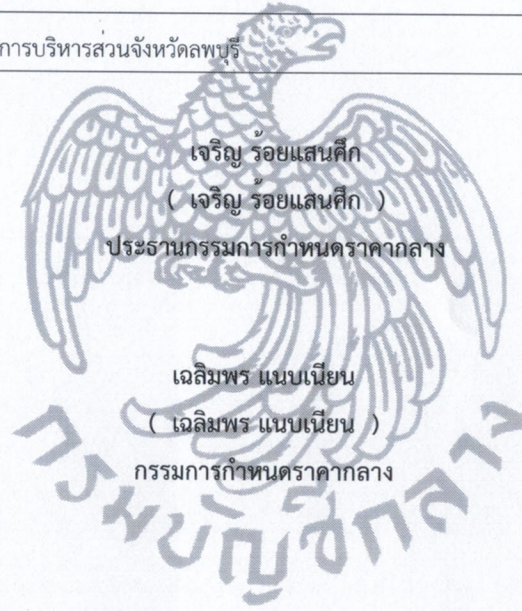 การบริหารส่วนจังหวัดลพบุรี
เจริญ ร้อยแสนศึก
( เจริญ ร้อยแสนศึก )
ประธานกรรมการกำหนดราคากลาง
เฉลิมพร แนบเนียน
( เฉลิมพร แนบเนียน )
กรรมการกำหนดราคากลาง
กรมบัญชีกลาง